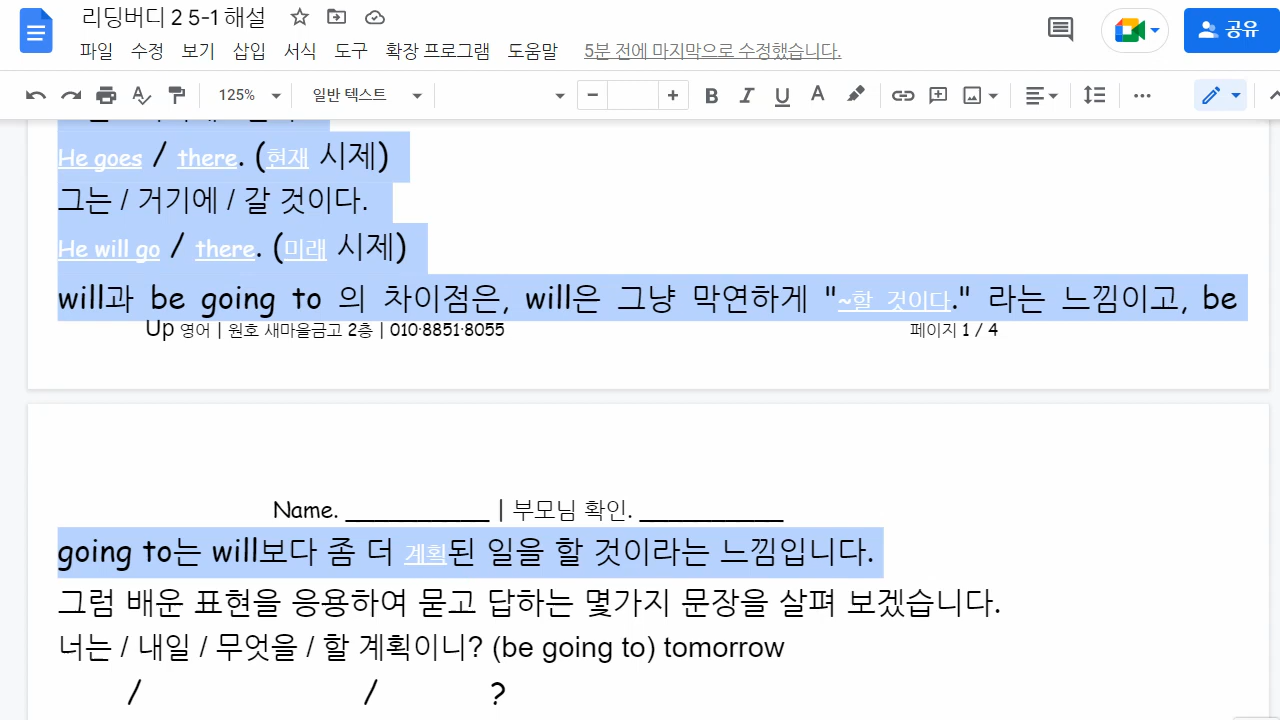 리딩버디 2 5-1 해설
파일 수정 보기 삽입 서식 도구 확장 프로그램 도움말 5분 전에 마지막으로 수정했습니다.
공유
125% 일반 텍스트
He goes / there. (현재 시제)
그는 / 거기에 / 갈 것이다.
He will go / there. (미래 시제)
will과 be going to 의 차이점은, will은 그냥 막연하게 "~할 것이다." 라는 느낌이고, be
Up 영어 | 원호 새마을금고 2층 | 010·8851·8055 페이지 1 / 4
Name. ____________ | 부모님 확인. ____________
going to는 will보다 좀 더 계획된 일을 할 것이라는 느낌입니다.
그럼 배운 표현을 응용하여 묻고 답하는 몇가지 문장을 살펴 보겠습니다.
너는 / 내일 / 무엇을 / 할 계획이니? (be going to) tomorrow
/ / ?